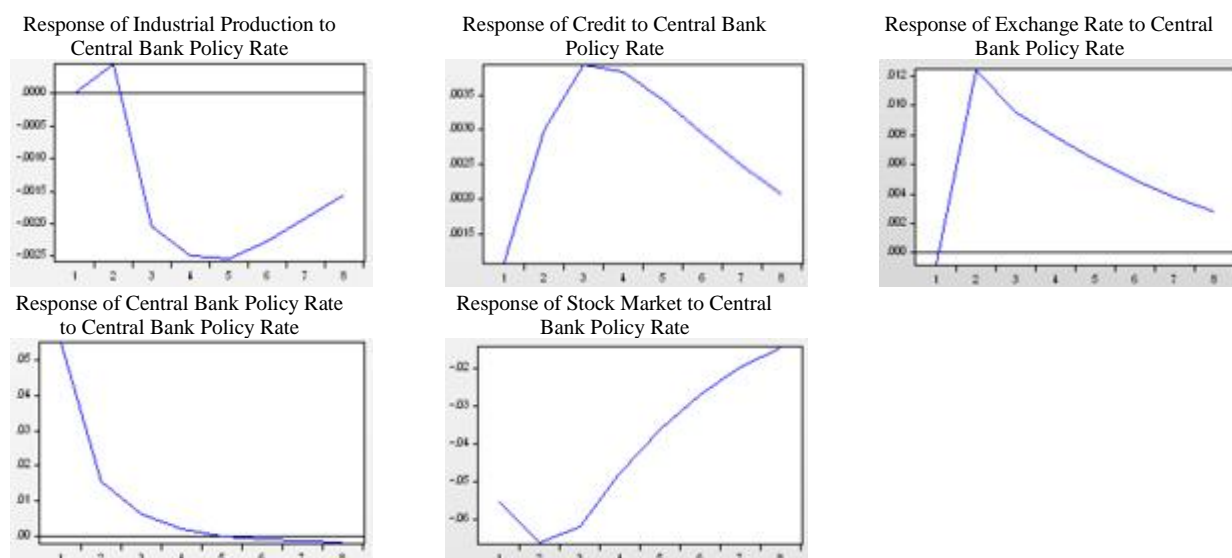 Response of Industrial Production to
Central Bank Policy Rate
Response of Credit to Central Bank
Policy Rate
Response of Exchange Rate to Central
Bank Policy Rate
.0000
-.0005
-.0010
-.0015
-.0020
-.0025
1 2 3 4 5 6 7 8
.0035
.0030
.0025
.0020
.0015
1 2 3 4 5 6 7 8
.012
.010
.008
.006
.004
.002
.000
1 2 3 4 5 6 7 8
Response of Central Bank Policy Rate
to Central Bank Policy Rate
Response of Stock Market to Central
Bank Policy Rate
.05
.04
.03
.02
.01
.00
1 2 3 4 5 6 7 8
-.02
-.03
-.04
-.05
-.06
1 2 3 4 5 6 7 8